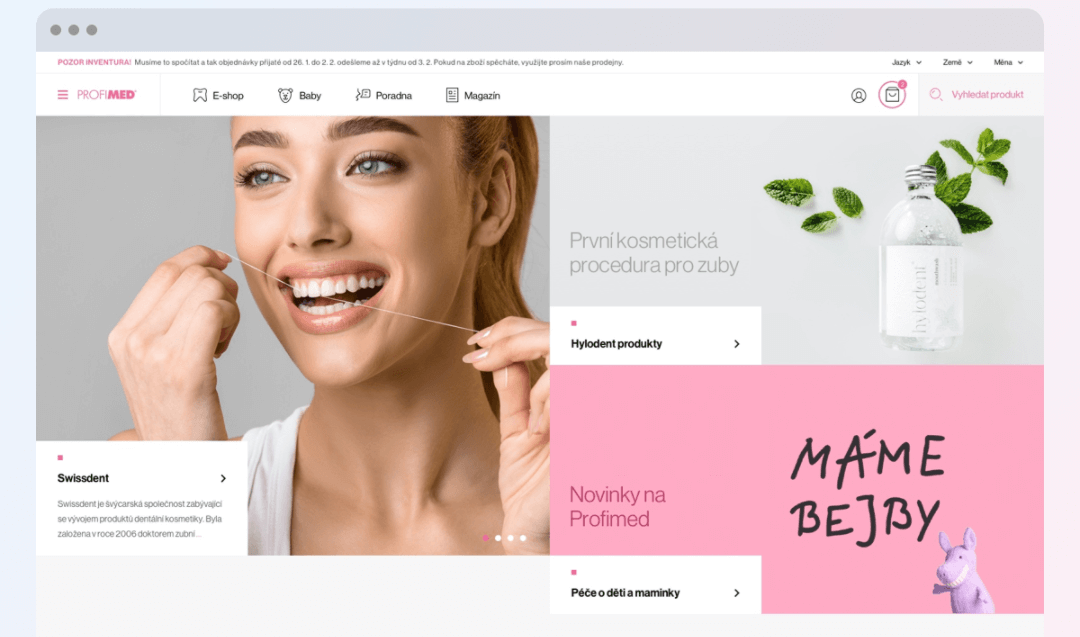 POZOR INVENTURA! Musíme to spočítat a tak objednávky přijaté od 26. 1. do 2. 2. odešleme až v týdnu od 3. 2. Pokud na zboží spěcháte, využijte prosím naše prodejny.
Jazyk
Země
Měna
PROFIMED
E-shop
Baby
Poradna
Magazín
Vyhledat produkt
První kosmetická
procedura pro zuby
hylodent
Hylodent produkty
Swissdent
Swissdent je švýcarská společnost zabývající
se vývojem produktů dentální kosmetiky. Byla
založena v roce 2006 doktorem zubní...
Novinky na
Profimed
MÁME
BEJBY
Péče o děti a maminky